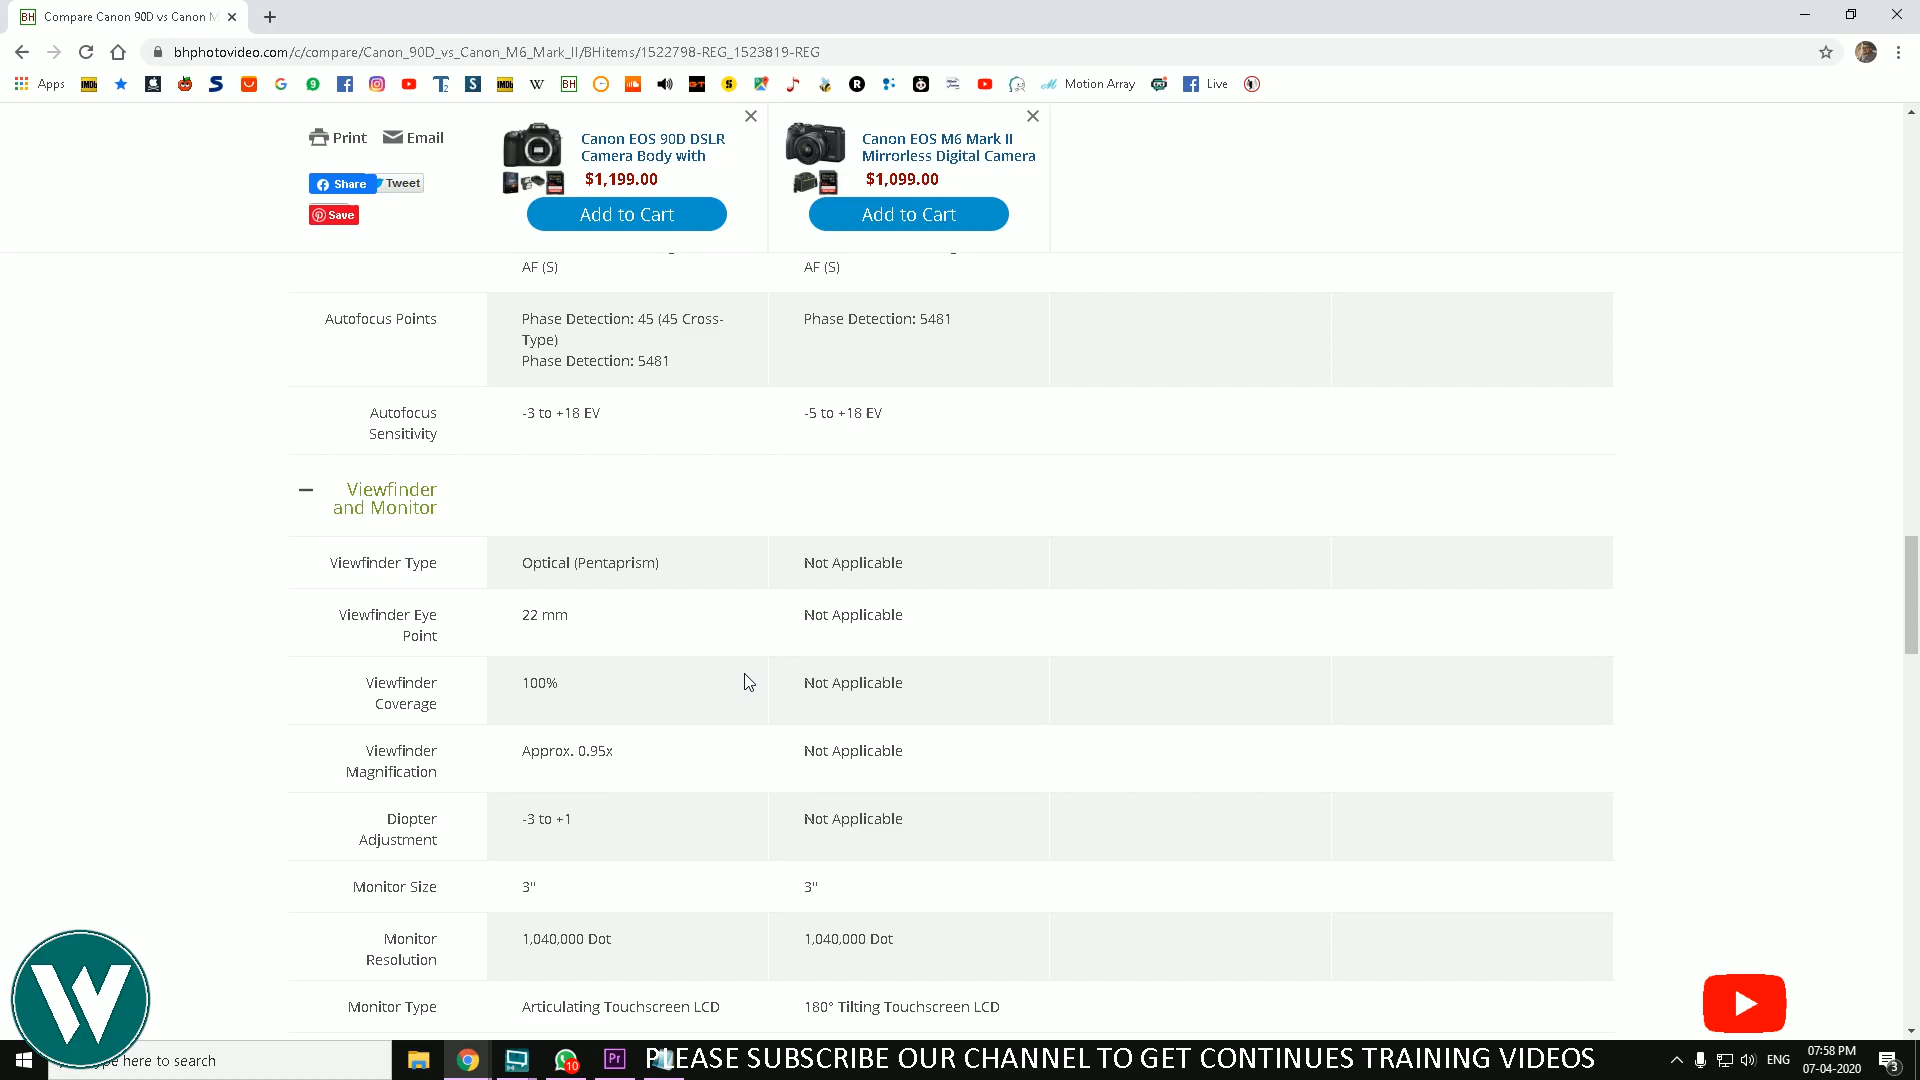 BH Compare Canon 90D vs Canon M
bhphotovideo.com/c/compare/Canon_90D_vs_Canon_M6_Mark_II/BHitems/1522798-REG_1523819-REG
Apps
Motion Array
Live
Print Email
Share Tweet
Save
Canon EOS 90D DSLR
Camera Body with
$1,199.00
Add to Cart
Canon EOS M6 Mark II
Mirrorless Digital Camera
$1,099.00
Add to Cart
AF (S) AF (S)
Autofocus Points Phase Detection: 45 (45 Cross- Phase Detection: 5481
Type)
Phase Detection: 5481
Autofocus -3 to +18 EV -5 to +18 EV
Sensitivity
Viewfinder
and Monitor
Viewfinder Type Optical (Pentaprism) Not Applicable
Viewfinder Eye 22 mm Not Applicable
Point
Viewfinder 100% Not Applicable
Coverage
Viewfinder Approx. 0.95x Not Applicable
Magnification
Diopter -3 to +1 Not Applicable
Adjustment
Monitor Size 3" 3"
Monitor 1,040,000 Dot 1,040,000 Dot
Resolution
Monitor Type Articulating Touchscreen LCD 180° Tilting Touchscreen LCD
W
here to search
10
Pr
PLEASE SUBSCRIBE OUR CHANNEL TO GET CONTINUES TRAINING VIDEOS
ENG
07:58 PM
07-04-2020
3